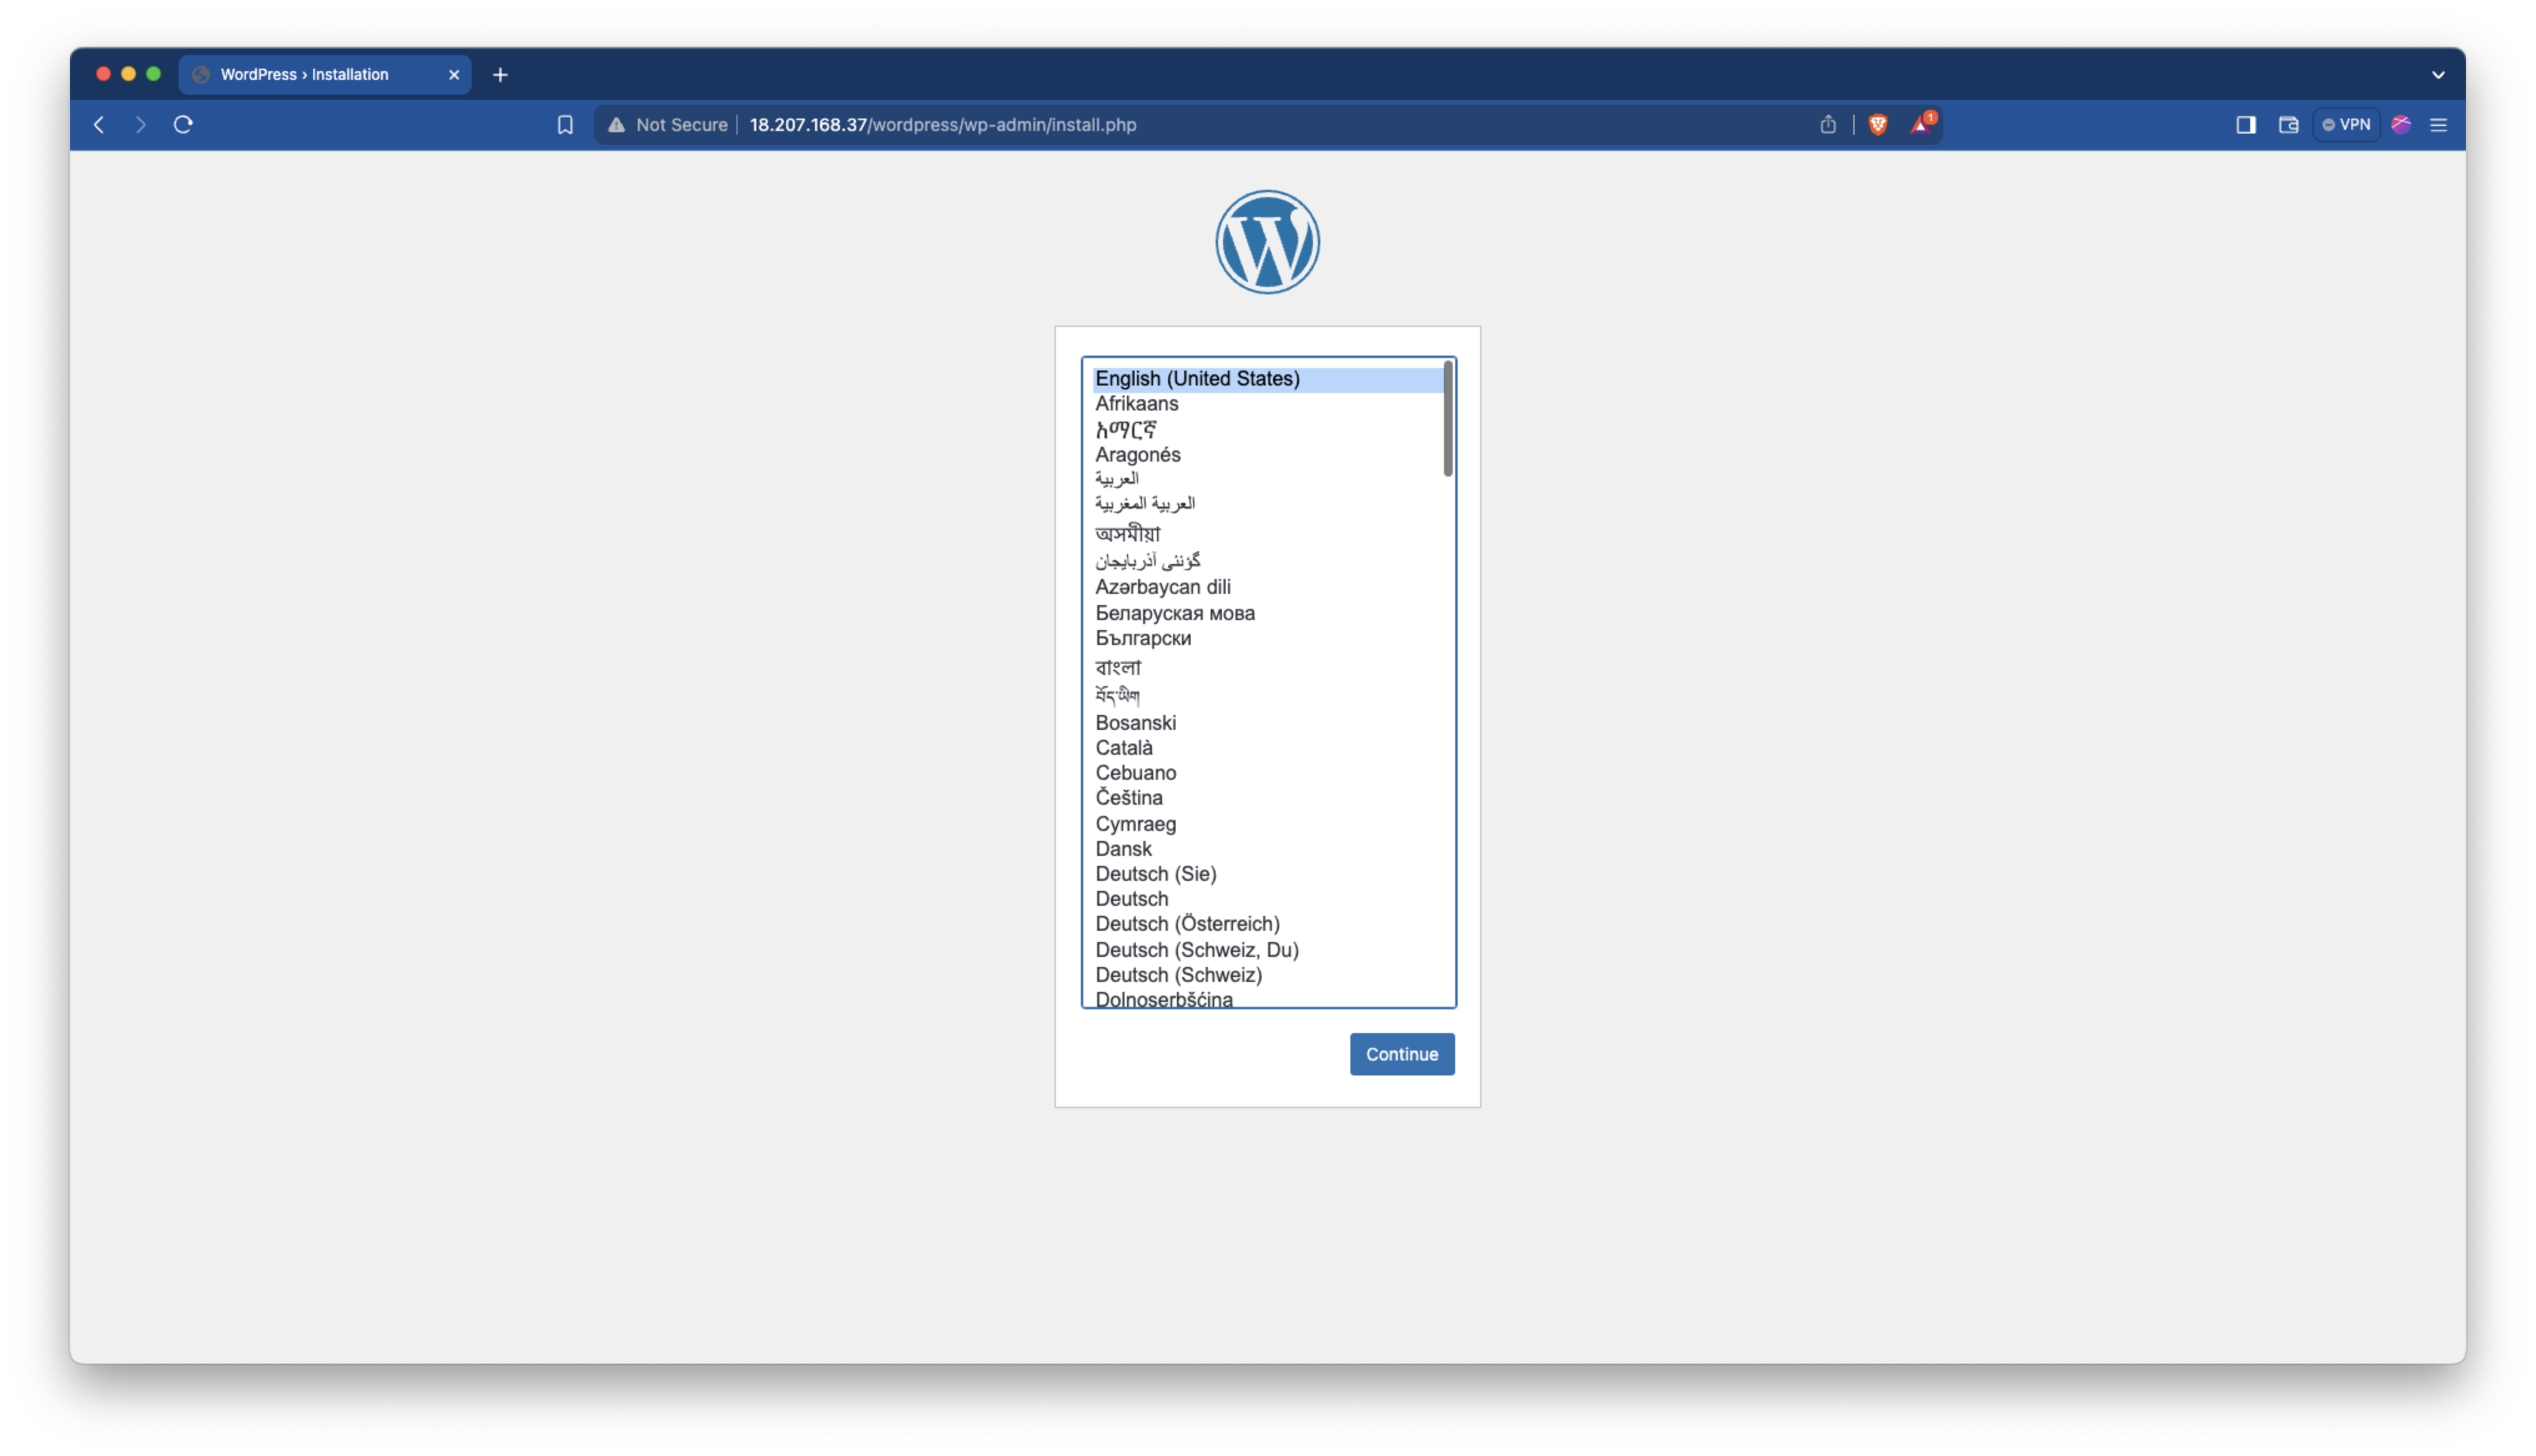 WordPress › Installation
Not Secure 18.207.168.37/wordpress/wp-admin/install.php
1
VPN
English (United States)
Afrikaans
አማርኛ
Aragonés
العربية
العربية المغربية
অসমীয়া
گؤنئی آذربایجان
Azərbaycan dili
Беларуская мова
Български
বাংলা
བོད་ཡིག
Bosanski
Català
Cebuano
Čeština
Cymraeg
Dansk
Deutsch (Sie)
Deutsch
Deutsch (Österreich)
Deutsch (Schweiz, Du)
Deutsch (Schweiz)
Dolnoserbšćina
Continue